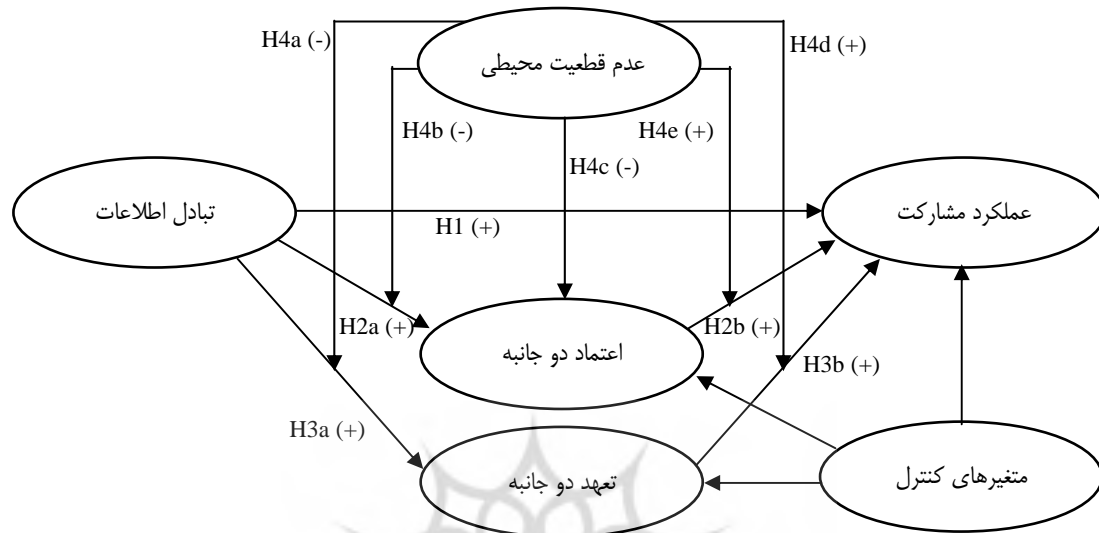 H4a (-)
عدم قطعیت محیطی
H4d (+)
H4b (-)
H4e (+)
H4c (-)
تبادل اطلاعات
عملکرد مشارکت
H1 (+)
H2a (+)
اعتماد دو جانبه
H2b (+)
H3b (+)
H3a (+)
تعهد دو جانبه
متغیرهای کنترل